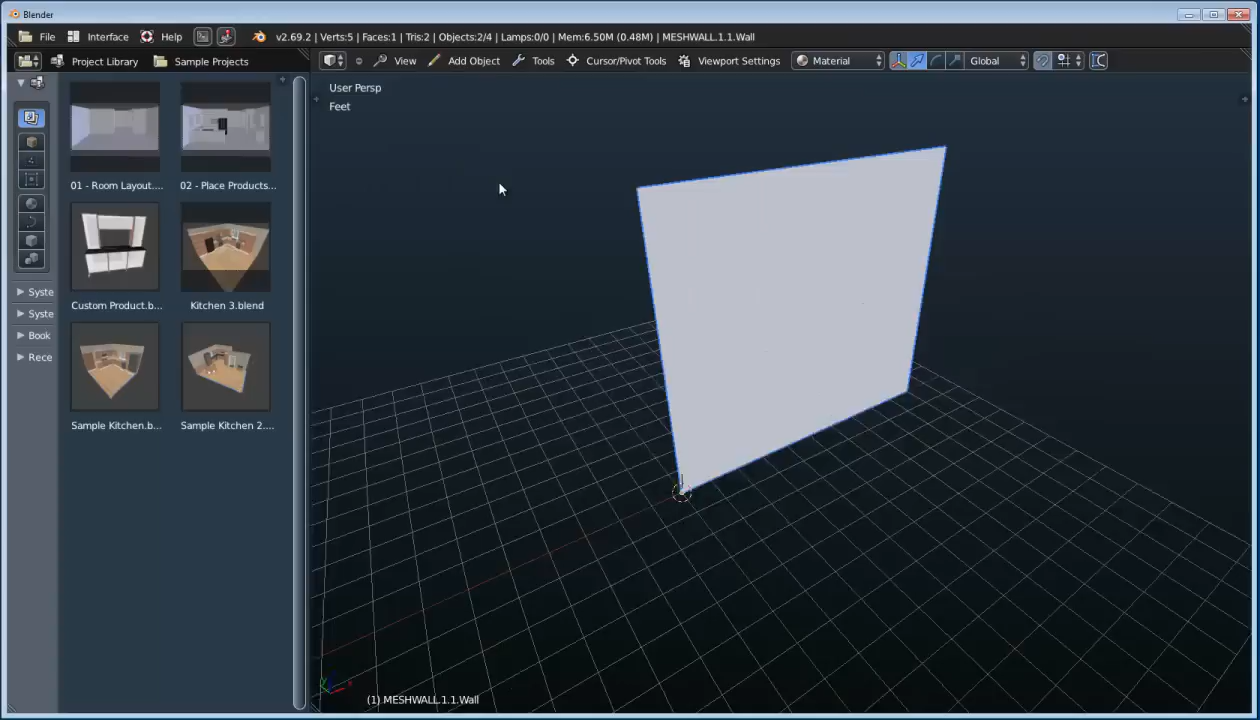 Blender
File Interface Help v2.69.2 | Verts:5 | Faces:1 | Tris:2 | Objects:2/4 | Lamps:0/0 | Mem:6.50M (0.48M) | MESHWALL.1.1.Wall
Project Library Sample Projects View Add Object Tools Cursor/Pivot Tools Viewport Settings Material Global
User Persp
Feet
01 - Room Layout.... 02 - Place Products...
Custom Product.b... Kitchen 3.blend
Sample Kitchen.b... Sample Kitchen 2....
Syste
Syste
Book
Rece
(1) MESHWALL.1.1.Wall